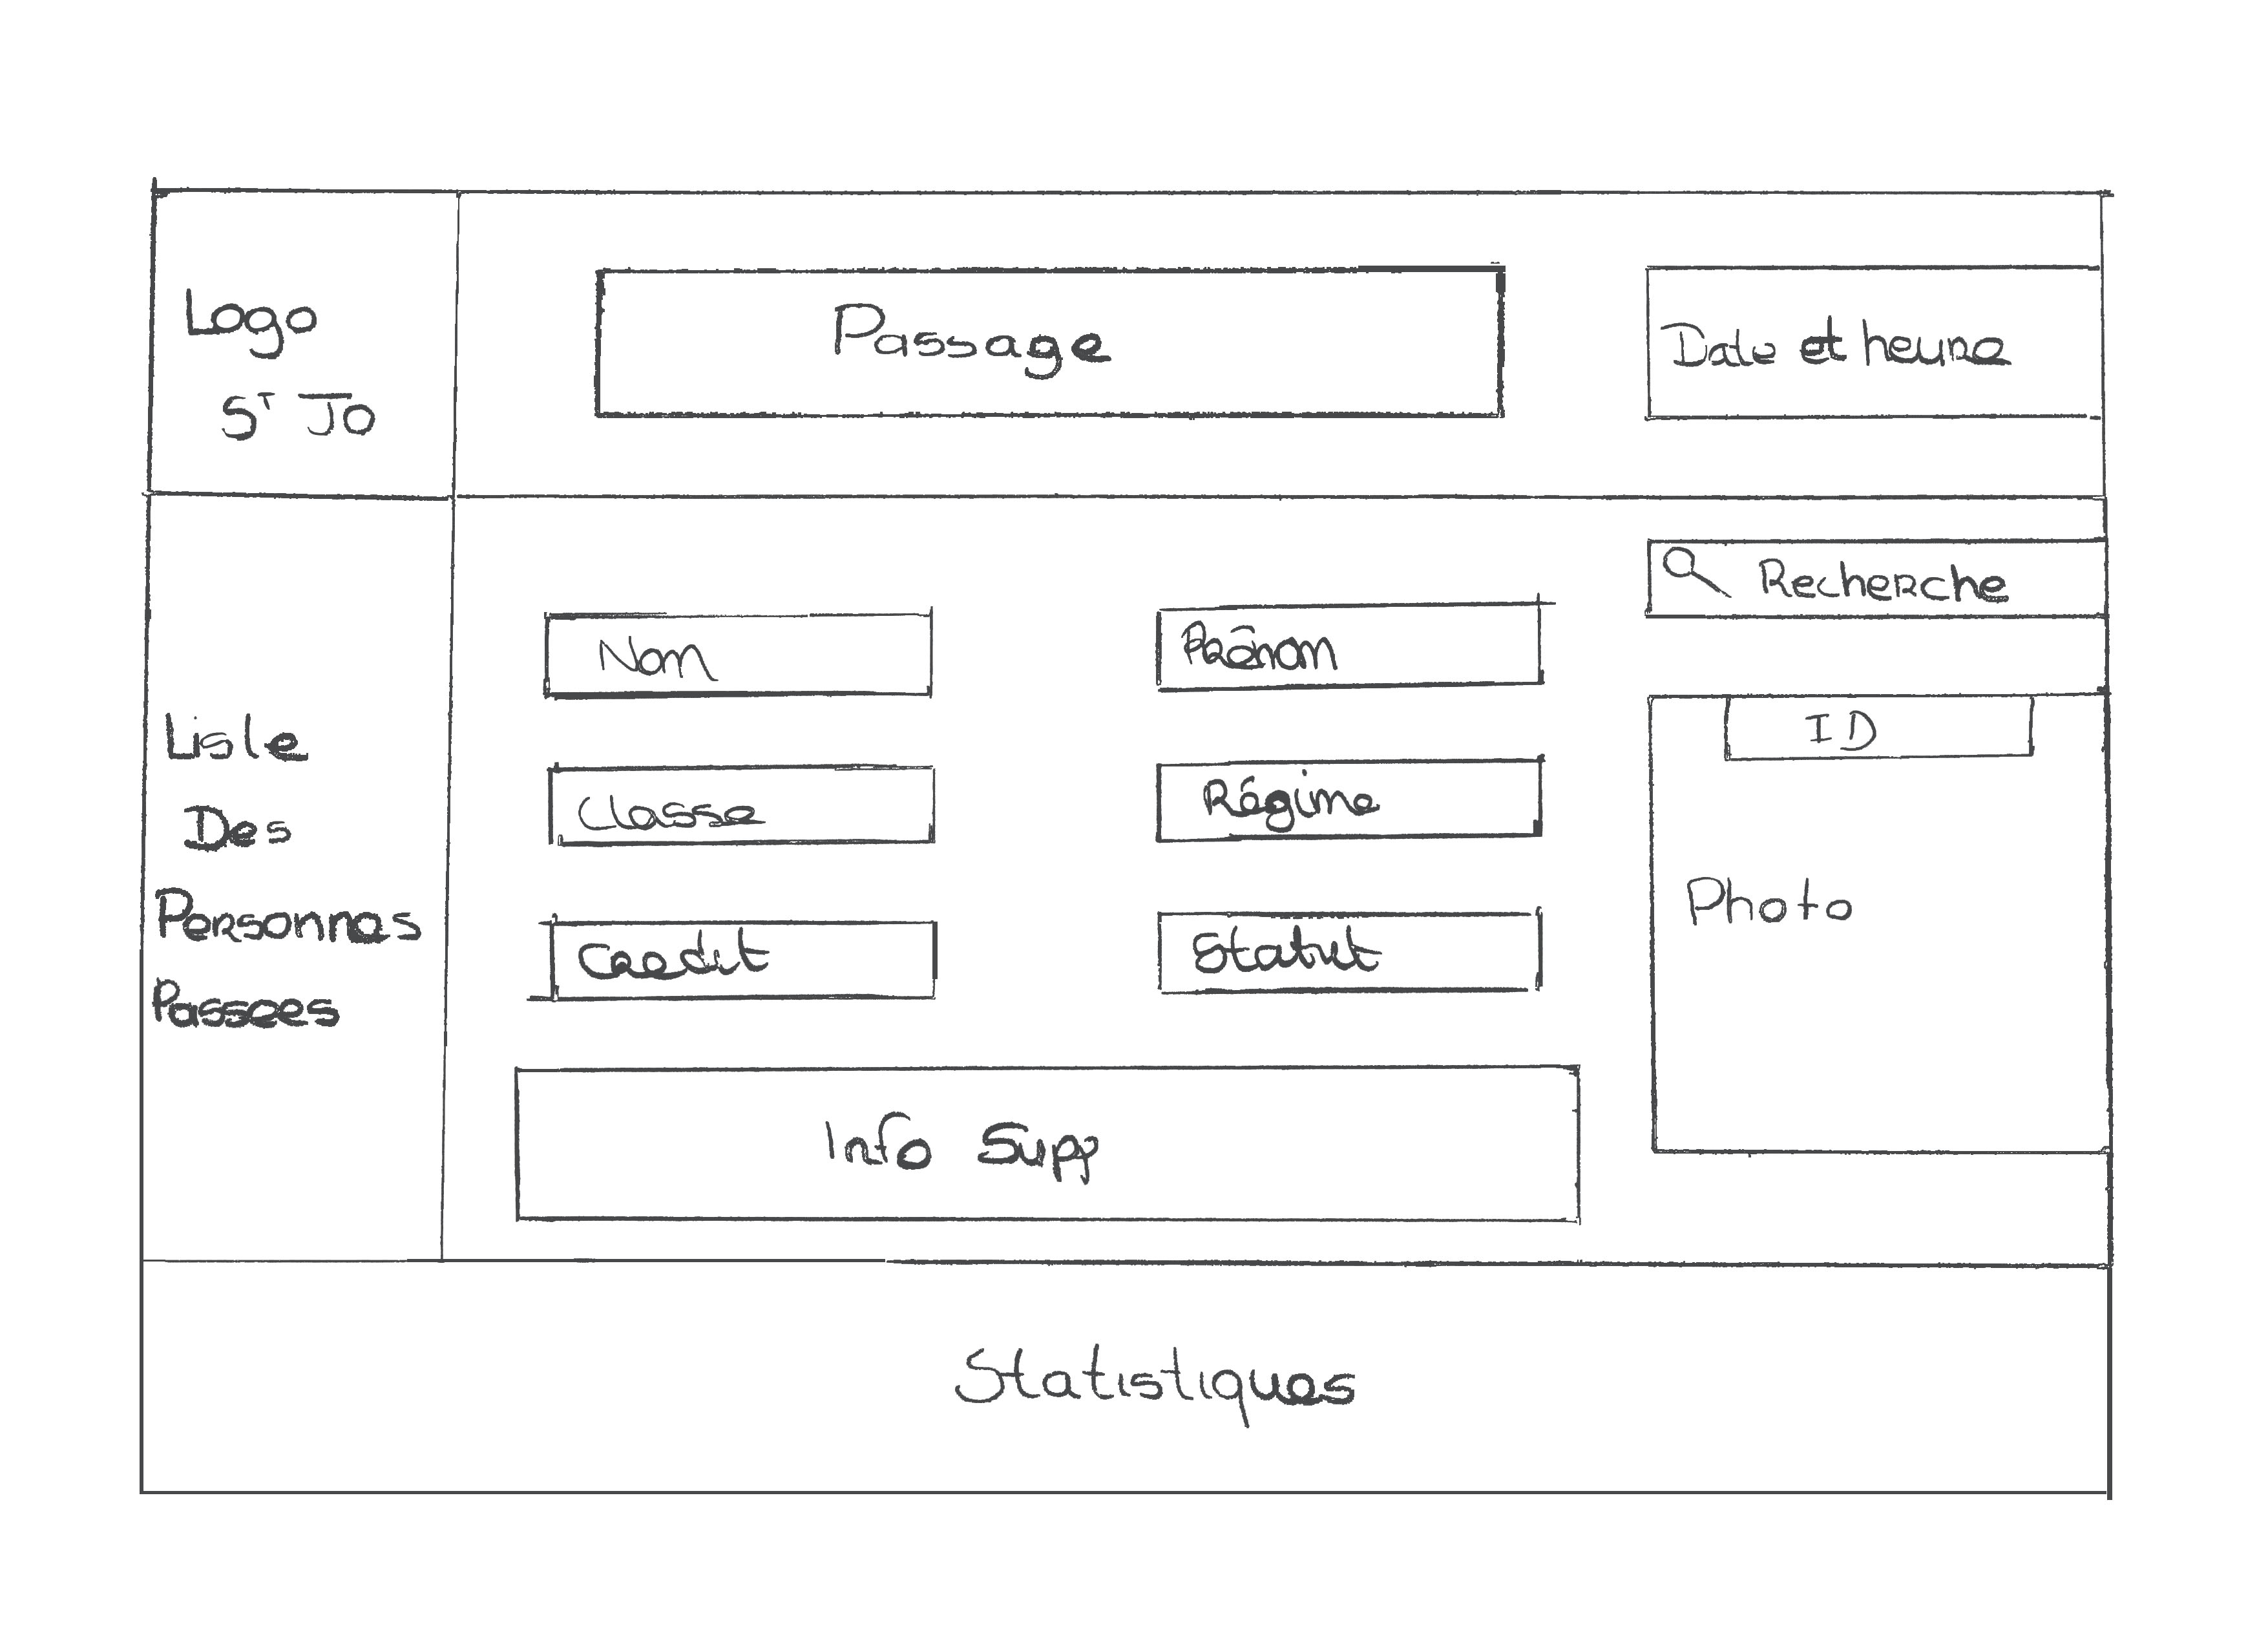 Logo
St JO
Passage
Date et heure
Recherche
Nom
Prénom
ID
Liste
Des
Personnes
Passees
Classe
Régime
Photo
Credit
Statut
Info Supp
Statistiques